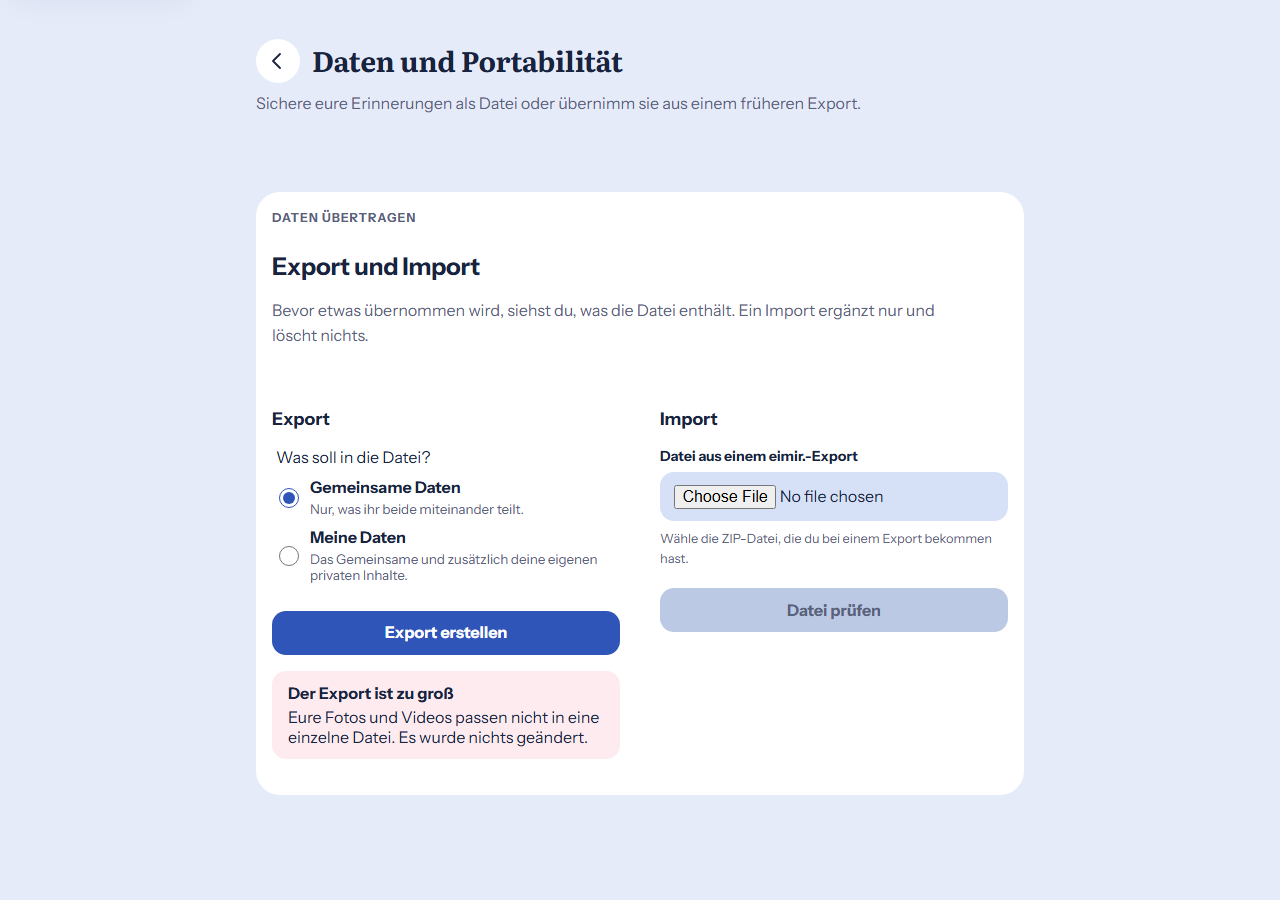 Daten und Portabilität
Sichere eure Erinnerungen als Datei oder übernimm sie aus einem früheren Export.
DATEN ÜBERTRAGEN
Export und Import
Bevor etwas übernommen wird, siehst du, was die Datei enthält. Ein Import ergänzt nur und
löscht nichts.
Export
Was soll in die Datei?
Gemeinsame Daten
Nur, was ihr beide miteinander teilt.
Meine Daten
Das Gemeinsame und zusätzlich deine eigenen
privaten Inhalte.
Export erstellen
Der Export ist zu groß
Eure Fotos und Videos passen nicht in eine
einzelne Datei. Es wurde nichts geändert.
Import
Datei aus einem eimir.-Export
Choose File No file chosen
Wähle die ZIP-Datei, die du bei einem Export bekommen
hast.
Datei prüfen